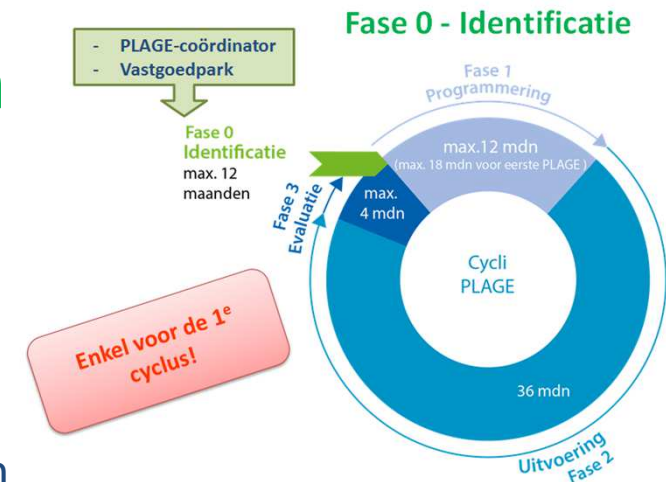 Fase 0 - Identificatie
- PLAGE-coördinator
- Vastgoedpark
Fase 0
Identificatie
max. 12
maanden
Fase 1
Programmering
max.12 mdn
(max. 18 mdn voor eerste PLAGE )
max.
4 mdn
Fase 3
Evaluatie
Cycli
PLAGE
Enkel voor de 1e
cyclus!
36 mdn
Uitvoering
Fase 2